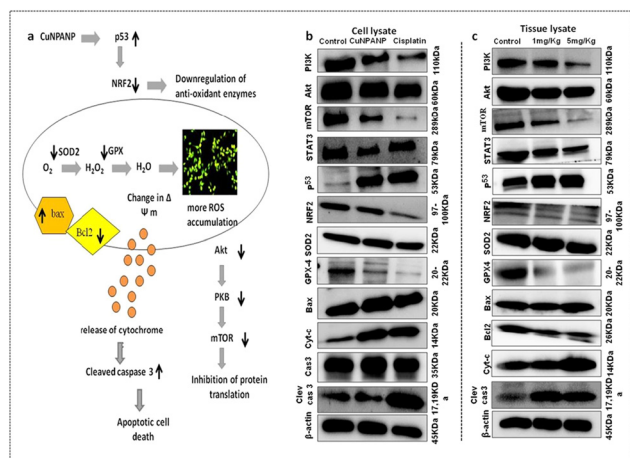 a
CuNPANP
p53
NRF2
Downregulation of
anti-oxidant enzymes
SOD2
GPX
O2
H2O2
H2O
bax
Bcl2
Change in Δ
Ψ m
more ROS
accumulation
release of cytochrome
Cleaved caspase 3
Apoptotic cell
death
Akt
PKB
mTOR
Inhibition of protein
translation
b
Cell lysate
Control CuNPANP Cisplatin
PI3K 110kDa
Akt 60kDa
mTOR 289kDa
STAT3 79kDa
P53 53KDa
NRF2 97-
100KDa
SOD2 22KDa
GPX-4 20-
22KDa
Bax 20KDa
Cyt-c 14KDa
Cas3 35KDa
Clev
cas 3 17,19KD
a
β-actin 45KDa
c
Tissue lysate
Control 1mg/Kg 5mg/Kg
PI3K 110kDa
Akt 60kDa
mTOR 289kDa
STAT3 79kDa
P53 53KDa
NRF2 97-
100KDa
SOD2 22KDa
GPX4 20-
22KDa
Bax 20KDa
Bcl2 26KDa
Cyt-c 14KDa
Clev
cas3 17,19KD
a
β-actin 45KDa